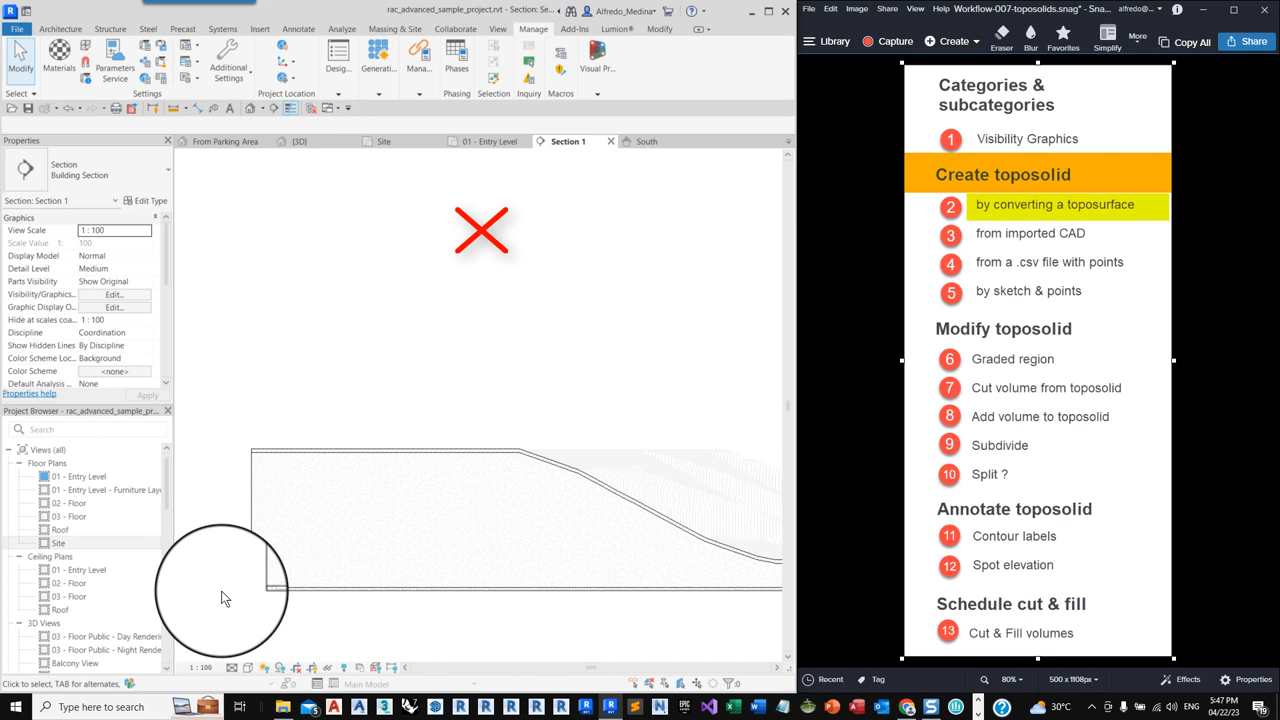 rac_advanced_sample_project.rvt - Section: Se...
Alfredo_Medina
File Architecture Structure Steel Precast Systems Insert Annotate Analyze Massing & Site Collaborate View Manage Add-Ins Lumion® Modify
Modify
Materials
Parameters
Service
Additional
Settings
Desig...
Generati...
Mana...
Phases
Visual Pr...
Select
Settings
Project Location
Phasing
Selection
Inquiry
Macros
Properties
From Parking Area
(3D)
Site
01 - Entry Level
Section 1
South
Section
Building Section
Section: Section 1
Edit Type
Graphics
View Scale 1 : 100
Scale Value 1: 100
Display Model Normal
Detail Level Medium
Parts Visibility Show Original
Visibility/Graphics... Edit...
Graphic Display O... Edit...
Hide at scales coa... 1 : 100
Discipline Coordination
Show Hidden Lines By Discipline
Color Scheme Loc... Background
Color Scheme <none>
Default Analysis ... None
Properties help
Apply
Project Browser - rac_advanced_sample_pr...
Search
Views (all)
Floor Plans
01 - Entry Level
01 - Entry Level - Furniture Lay
02 - Floor
03 - Floor
Roof
Site
Ceiling Plans
01 - Entry Level
02 - Floor
03 - Floor
Roof
3D Views
03 - Floor Public - Day Renderin
03 - Floor Public - Night Render
Balcony View
1 : 100
Click to select, TAB for alternates,
:0
Main Model
:0
File Edit Image Workflow-007-toposolids.snag* - Sna... alfredo@...
Library
Capture
Create
Eraser
Blur
Favorites
Simplify
More
Copy All
Share
Categories &
subcategories
1 Visibility Graphics
Create toposolid
2 by converting a toposurface
3 from imported CAD
4 from a .csv file with points
5 by sketch & points
Modify toposolid
6 Graded region
7 Cut volume from toposolid
8 Add volume to toposolid
9 Subdivide
10 Split ?
Annotate toposolid
11 Contour labels
12 Spot elevation
Schedule cut & fill
13 Cut & Fill volumes
Recent
Tag
80%
500 x 1108px
Effects
Properties
Type here to search
30°C
5:47 PM
04/22/23